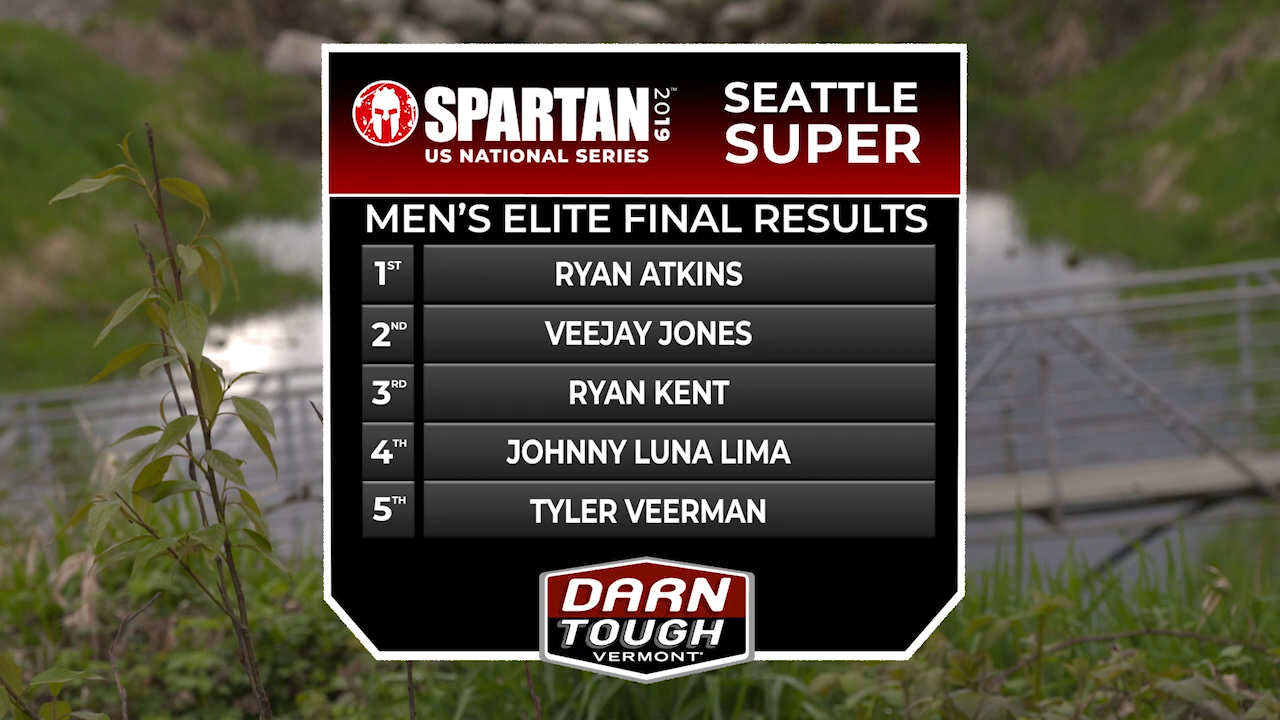 SPARTAN 2019™
US NATIONAL SERIES
SEATTLE
SUPER
MEN'S ELITE FINAL RESULTS
1ST RYAN ATKINS
2ND VEEJAY JONES
3RD RYAN KENT
4TH JOHNNY LUNA LIMA
5TH TYLER VEERMAN
DARN
TOUGH
VERMONT